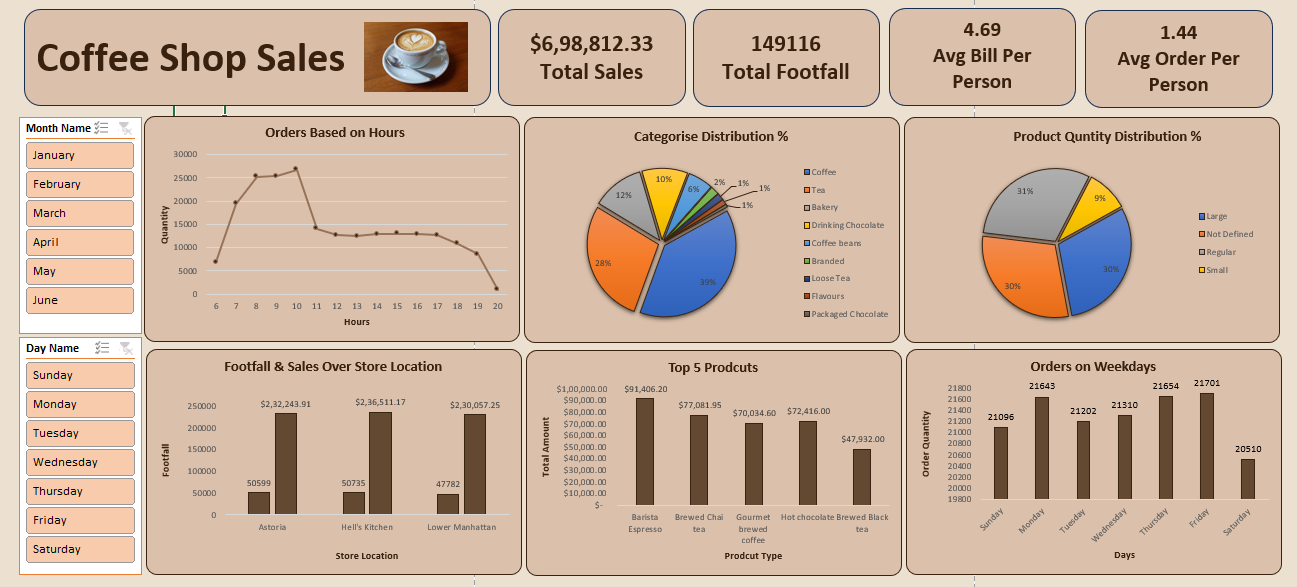 Coffee Shop Sales
$6,98,812.33
Total Sales
149116
Total Footfall
4.69
Avg Bill Per
Person
1.44
Avg Order Per
Person
Month Name
January
February
March
April
May
June
Day Name
Sunday
Monday
Tuesday
Wednesday
Thursday
Friday
Saturday
Orders Based on Hours
Quantity
30000
25000
20000
15000
10000
5000
0
6 7 8 9 10 11 12 13 14 15 16 17 18 19 20
Hours
Categorise Distribution %
39%
28%
12%
10%
6%
2%
1%
1%
1%
Coffee
Tea
Bakery
Drinking Chocolate
Coffee beans
Branded
Loose Tea
Flavours
Packaged Chocolate
Product Quntity Distribution %
31%
9%
30%
30%
Large
Not Defined
Regular
Small
Footfall & Sales Over Store Location
Footfall
250000
200000
150000
100000
50000
0
$2,32,243.91
$2,36,511.17
$2,30,057.25
50599
50735
47782
Astoria
Hell's Kitchen
Lower Manhattan
Store Location
Top 5 Prodcuts
Total Amount
$1,00,000.00
$90,000.00
$80,000.00
$70,000.00
$60,000.00
$50,000.00
$40,000.00
$30,000.00
$20,000.00
$10,000.00
$-
$91,406.20
$77,081.95
$70,034.60
$72,416.00
$47,932.00
Barista
Espresso
Brewed Chai
tea
Gourmet
brewed
coffee
Hot chocolate
Brewed Black
tea
Prodcut Type
Orders on Weekdays
Order Quantity
21800
21600
21400
21200
21000
20800
20600
20400
20200
20000
19800
21096
21643
21202
21310
21654
21701
20510
Sunday
Monday
Tuesday
Wednesday
Thursday
Friday
Saturday
Days